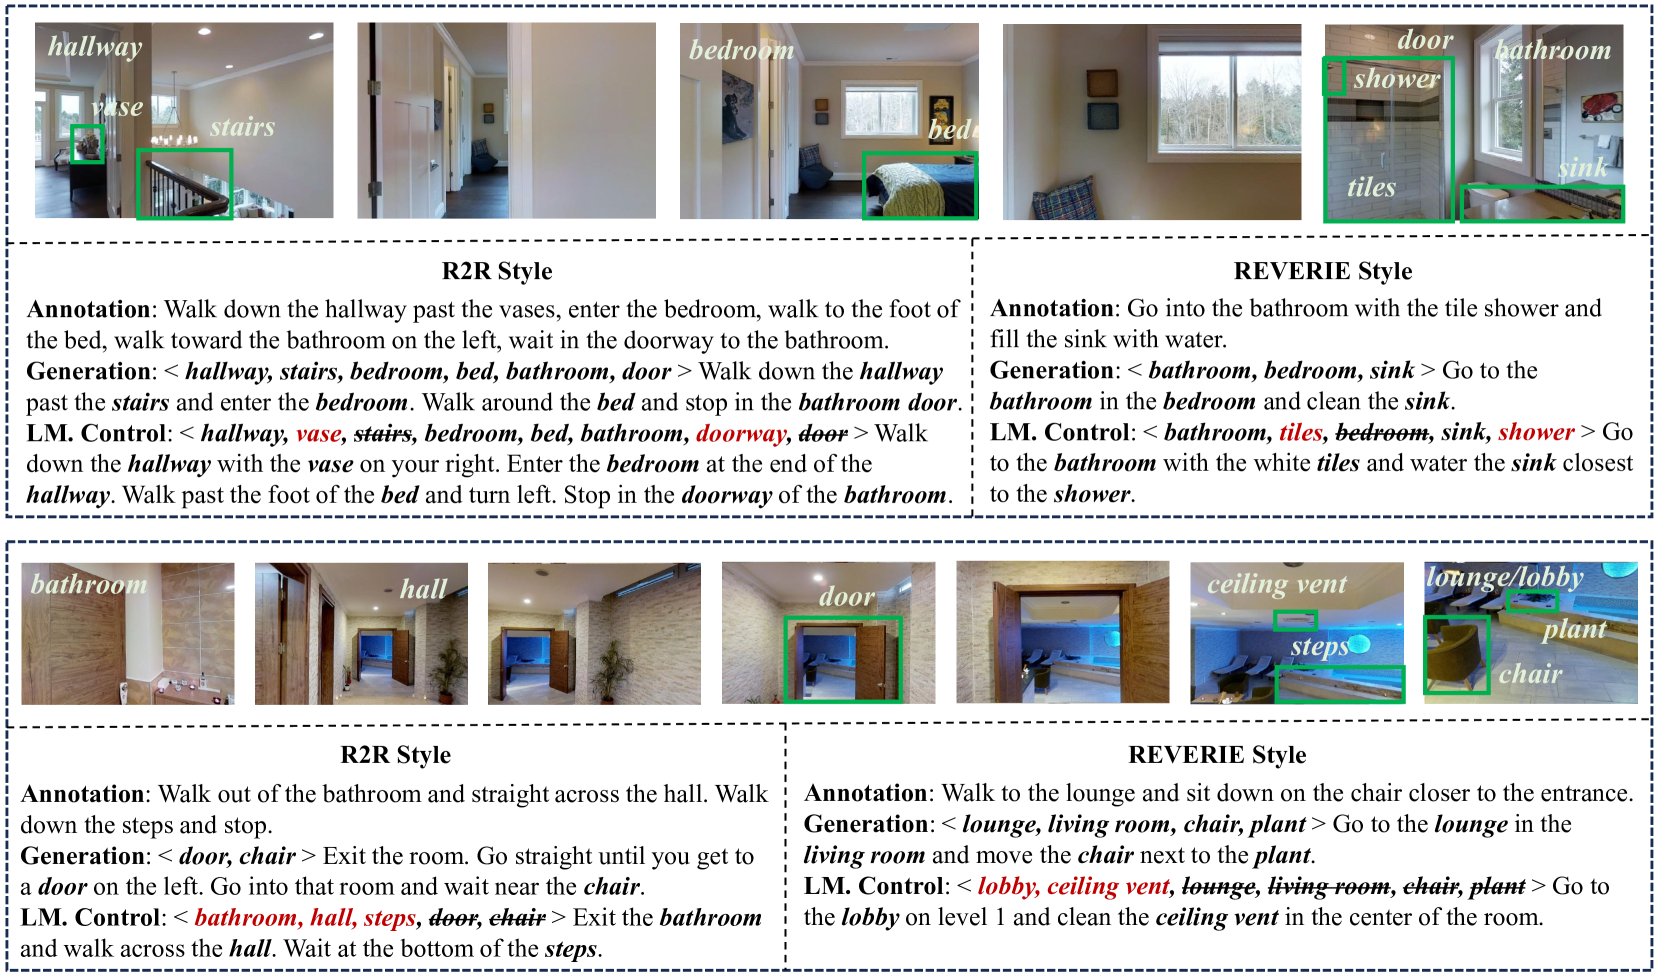 hallway
vase
stairs
bedroom
bed
door
bathroom
shower
tiles
sink
R2R Style
Annotation: Walk down the hallway past the vases, enter the bedroom, walk to the foot of
the bed, walk toward the bathroom on the left, wait in the doorway to the bathroom.
Generation: < hallway, stairs, bedroom, bed, bathroom, door > Walk down the hallway
past the stairs and enter the bedroom. Walk around the bed and stop in the bathroom door.
LM. Control: < hallway, vase, stairs, bedroom, bed, bathroom, doorway, door > Walk
down the hallway with the vase on your right. Enter the bedroom at the end of the
hallway. Walk past the foot of the bed and turn left. Stop in the doorway of the bathroom.
REVERIE Style
Annotation: Go into the bathroom with the tile shower and
fill the sink with water.
Generation: < bathroom, bedroom, sink > Go to the
bathroom in the bedroom and clean the sink.
LM. Control: < bathroom, tiles, bedroom, sink, shower > Go
to the bathroom with the white tiles and water the sink closest
to the shower.
bathroom
hall
door
ceiling vent
steps
lounge/lobby
plant
chair
R2R Style
Annotation: Walk out of the bathroom and straight across the hall. Walk
down the steps and stop.
Generation: < door, chair > Exit the room. Go straight until you get to
a door on the left. Go into that room and wait near the chair.
LM. Control: < bathroom, hall, steps, door, chair > Exit the bathroom
and walk across the hall. Wait at the bottom of the steps.
REVERIE Style
Annotation: Walk to the lounge and sit down on the chair closer to the entrance.
Generation: < lounge, living room, chair, plant > Go to the lounge in the
living room and move the chair next to the plant.
LM. Control: < lobby, ceiling vent, lounge, living room, chair, plant > Go to
the lobby on level 1 and clean the ceiling vent in the center of the room.